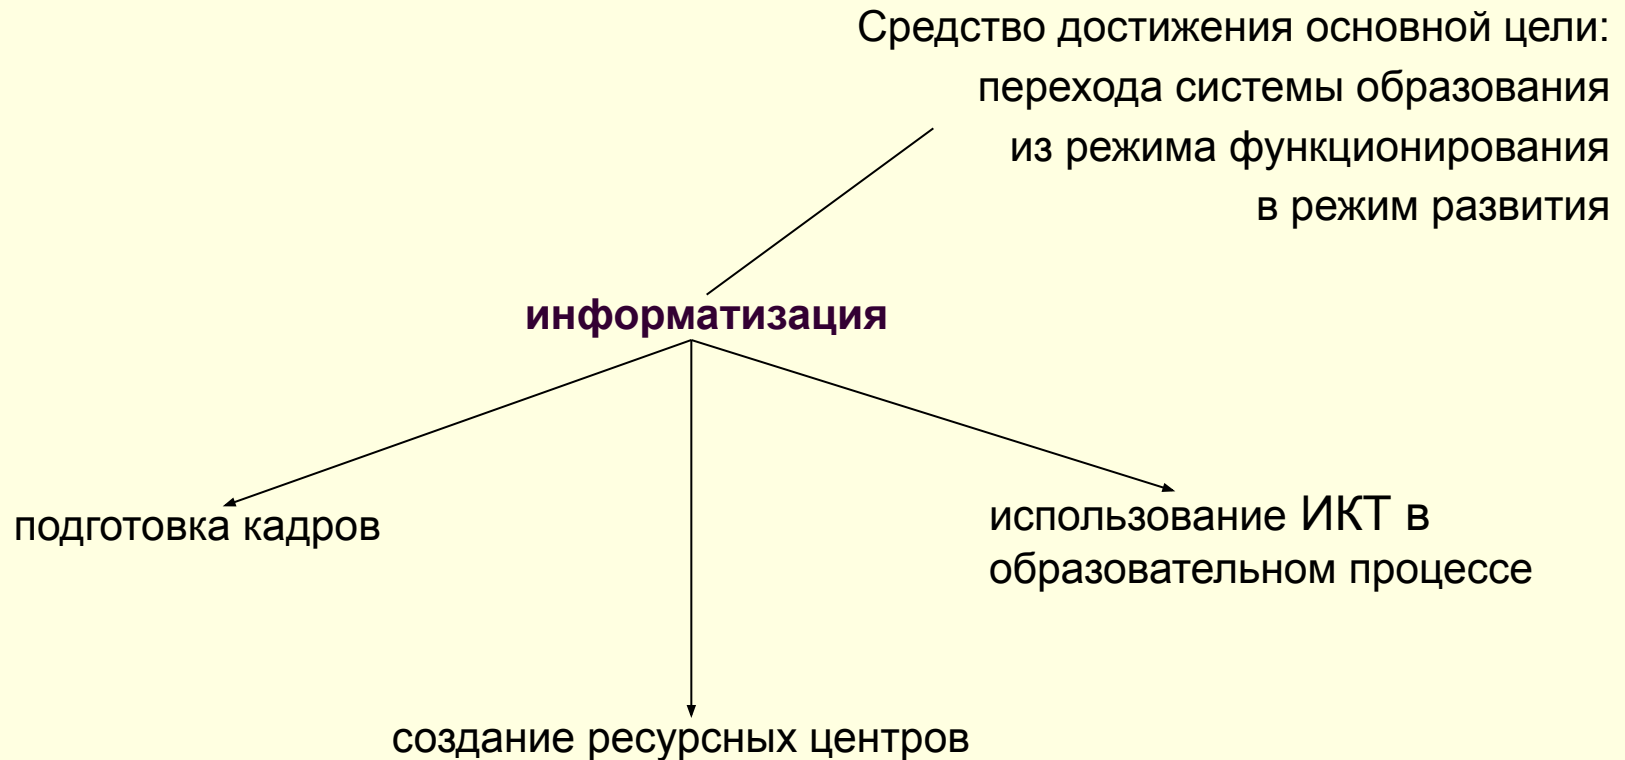 Средство достижения основной цели:
перехода системы образования
из режима функционирования
в режим развития
информатизация
подготовка кадров
использование ИКТ в
образовательном процессе
создание ресурсных центров